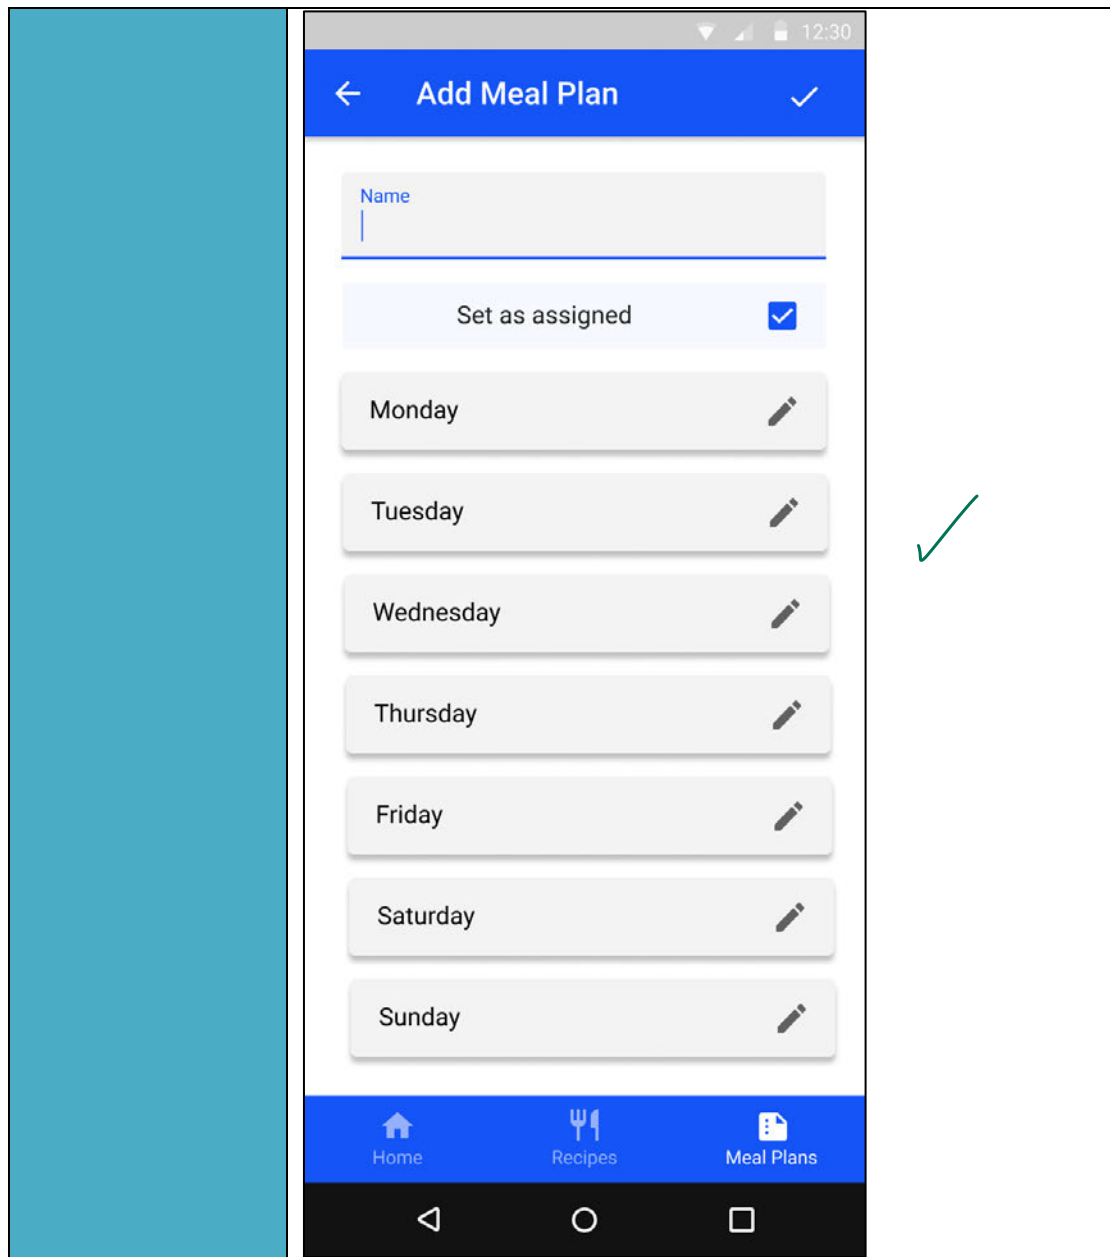 12:30
Add Meal Plan
Name
Set as assigned
Monday
Tuesday
Wednesday
Thursday
Friday
Saturday
Sunday
Home Recipes Meal Plans